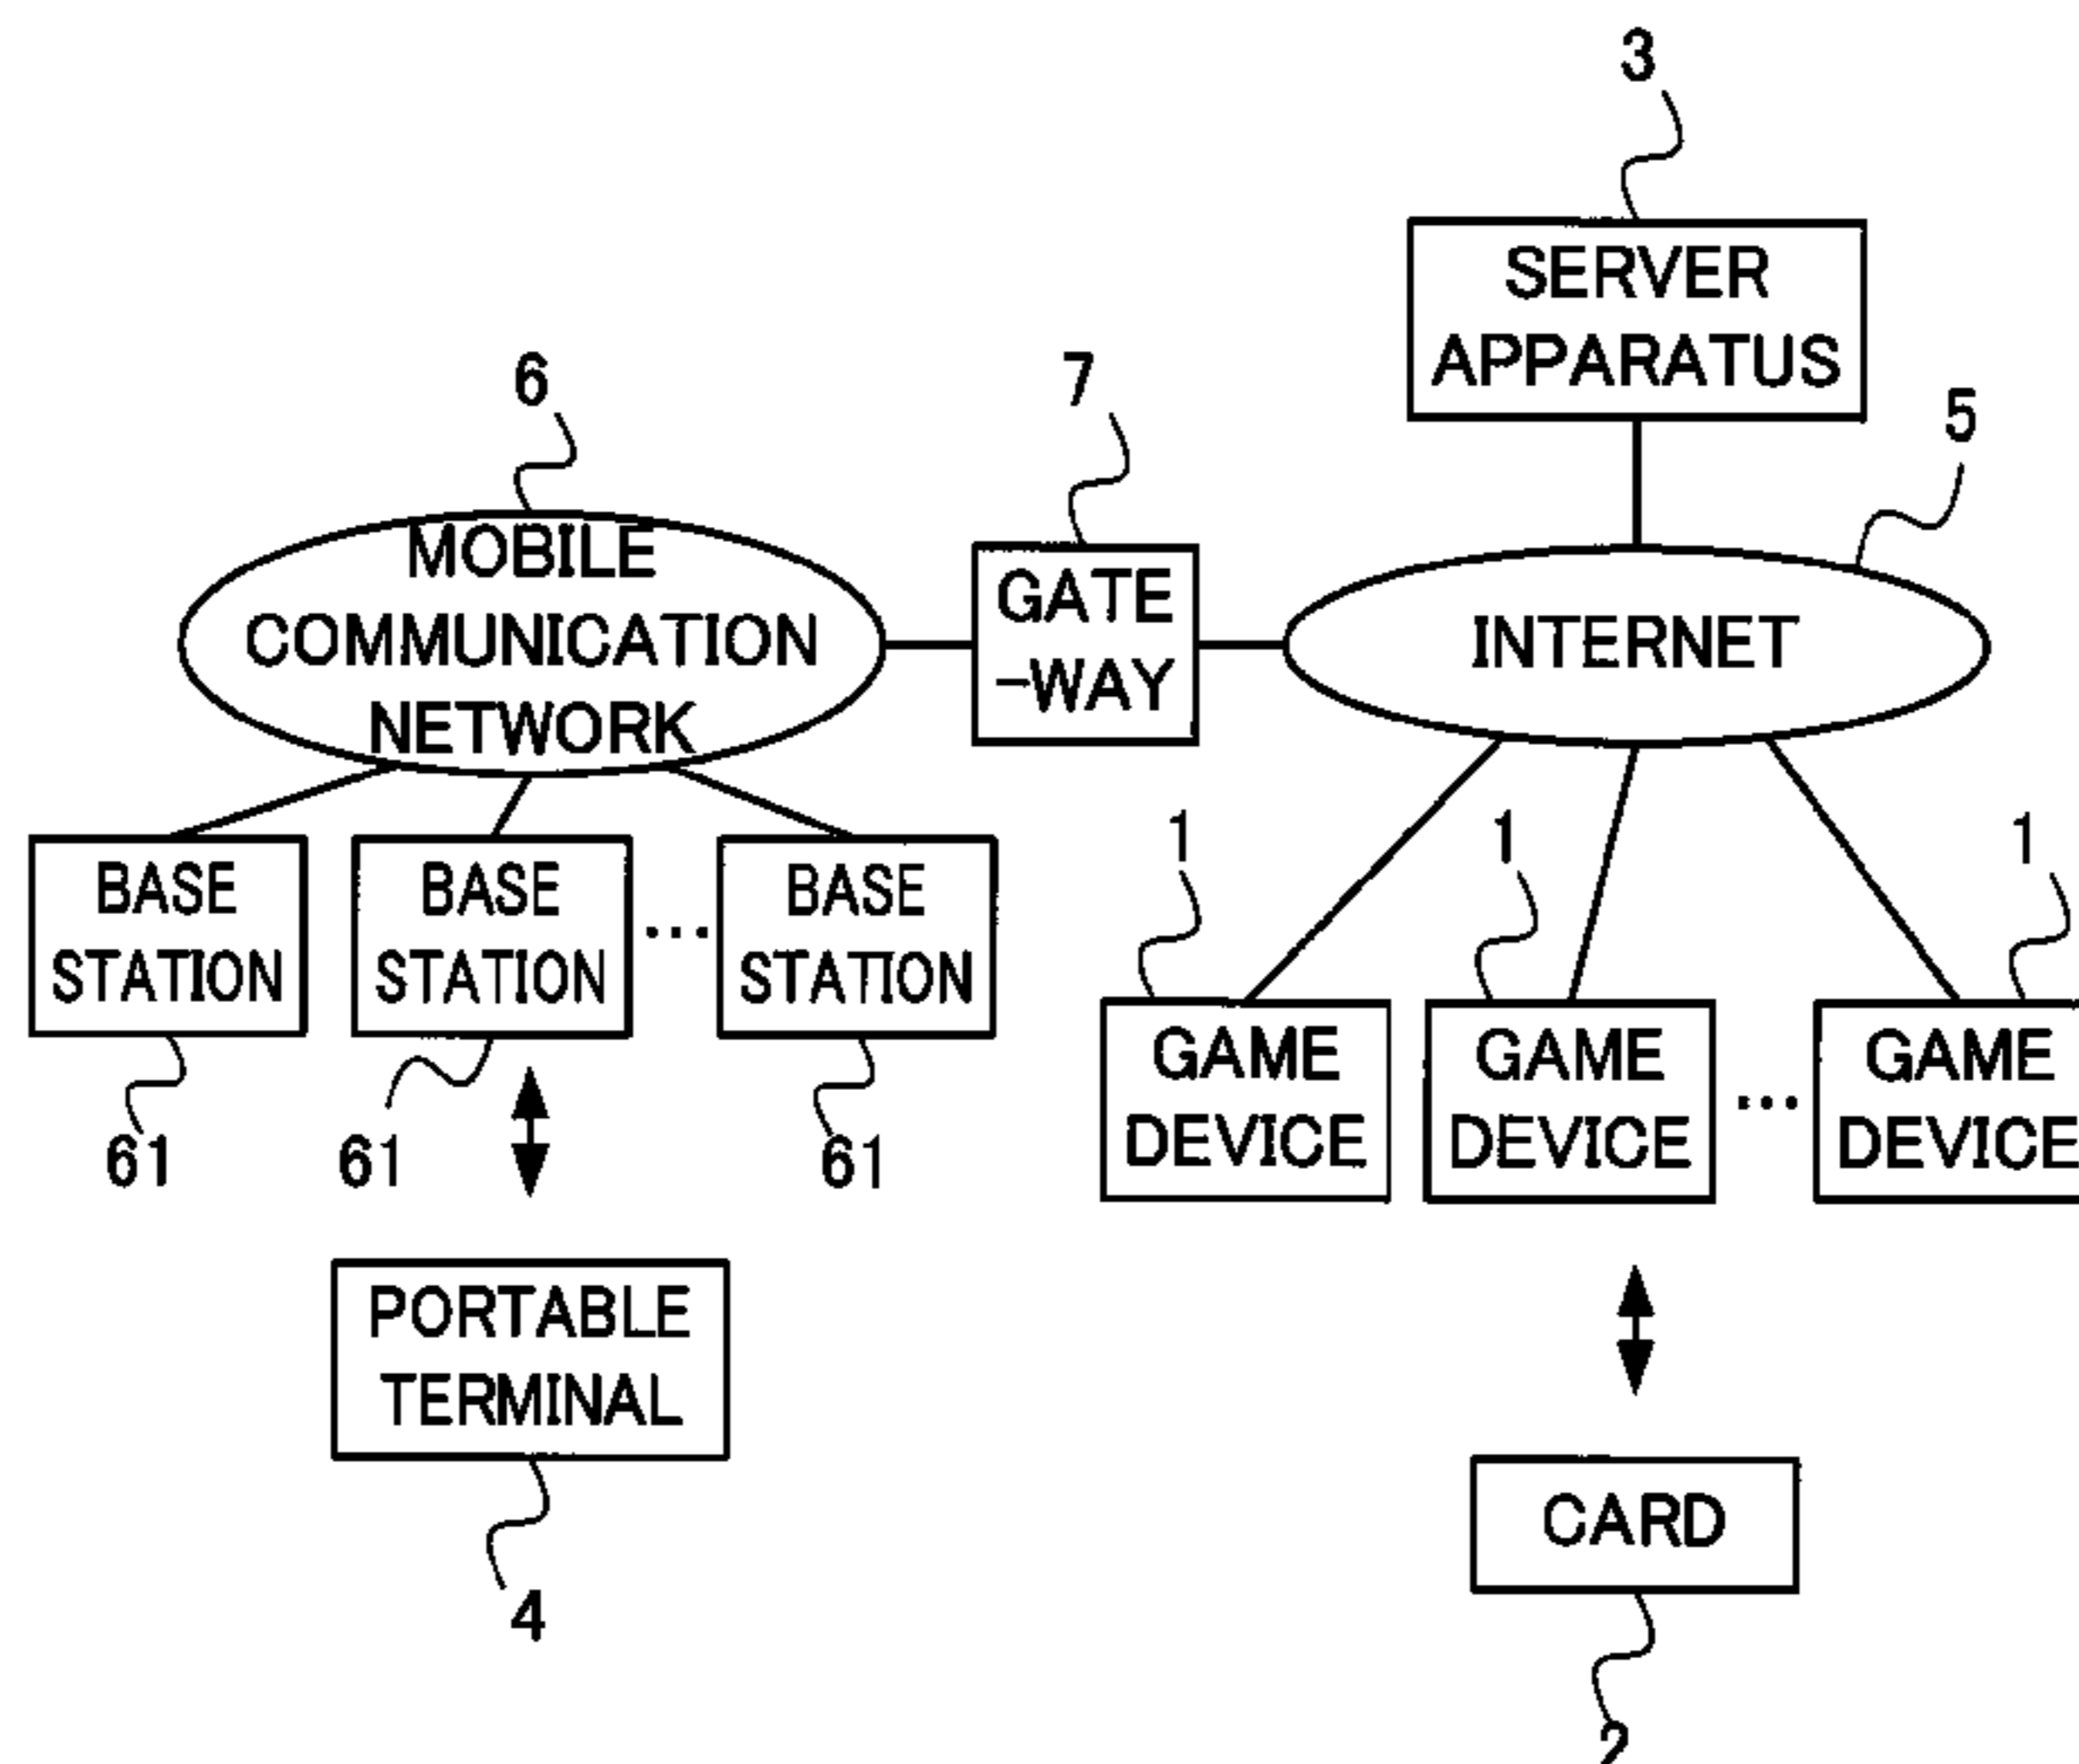 3
SERVER
APPARATUS
6
7
5
MOBILE
COMMUNICATION
NETWORK
GATE
-WAY
INTERNET
1
1
1
BASE
STATION
BASE
STATION
...
BASE
STATION
GAME
DEVICE
GAME
DEVICE
...
GAME
DEVICE
61
61
61
PORTABLE
TERMINAL
CARD
4
2